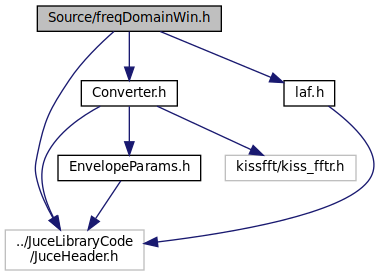 Source/freqDomainWin.h
Converter.h
laf.h
EnvelopeParams.h
kissfft/kiss_fftr.h
../JuceLibraryCode
/JuceHeader.h